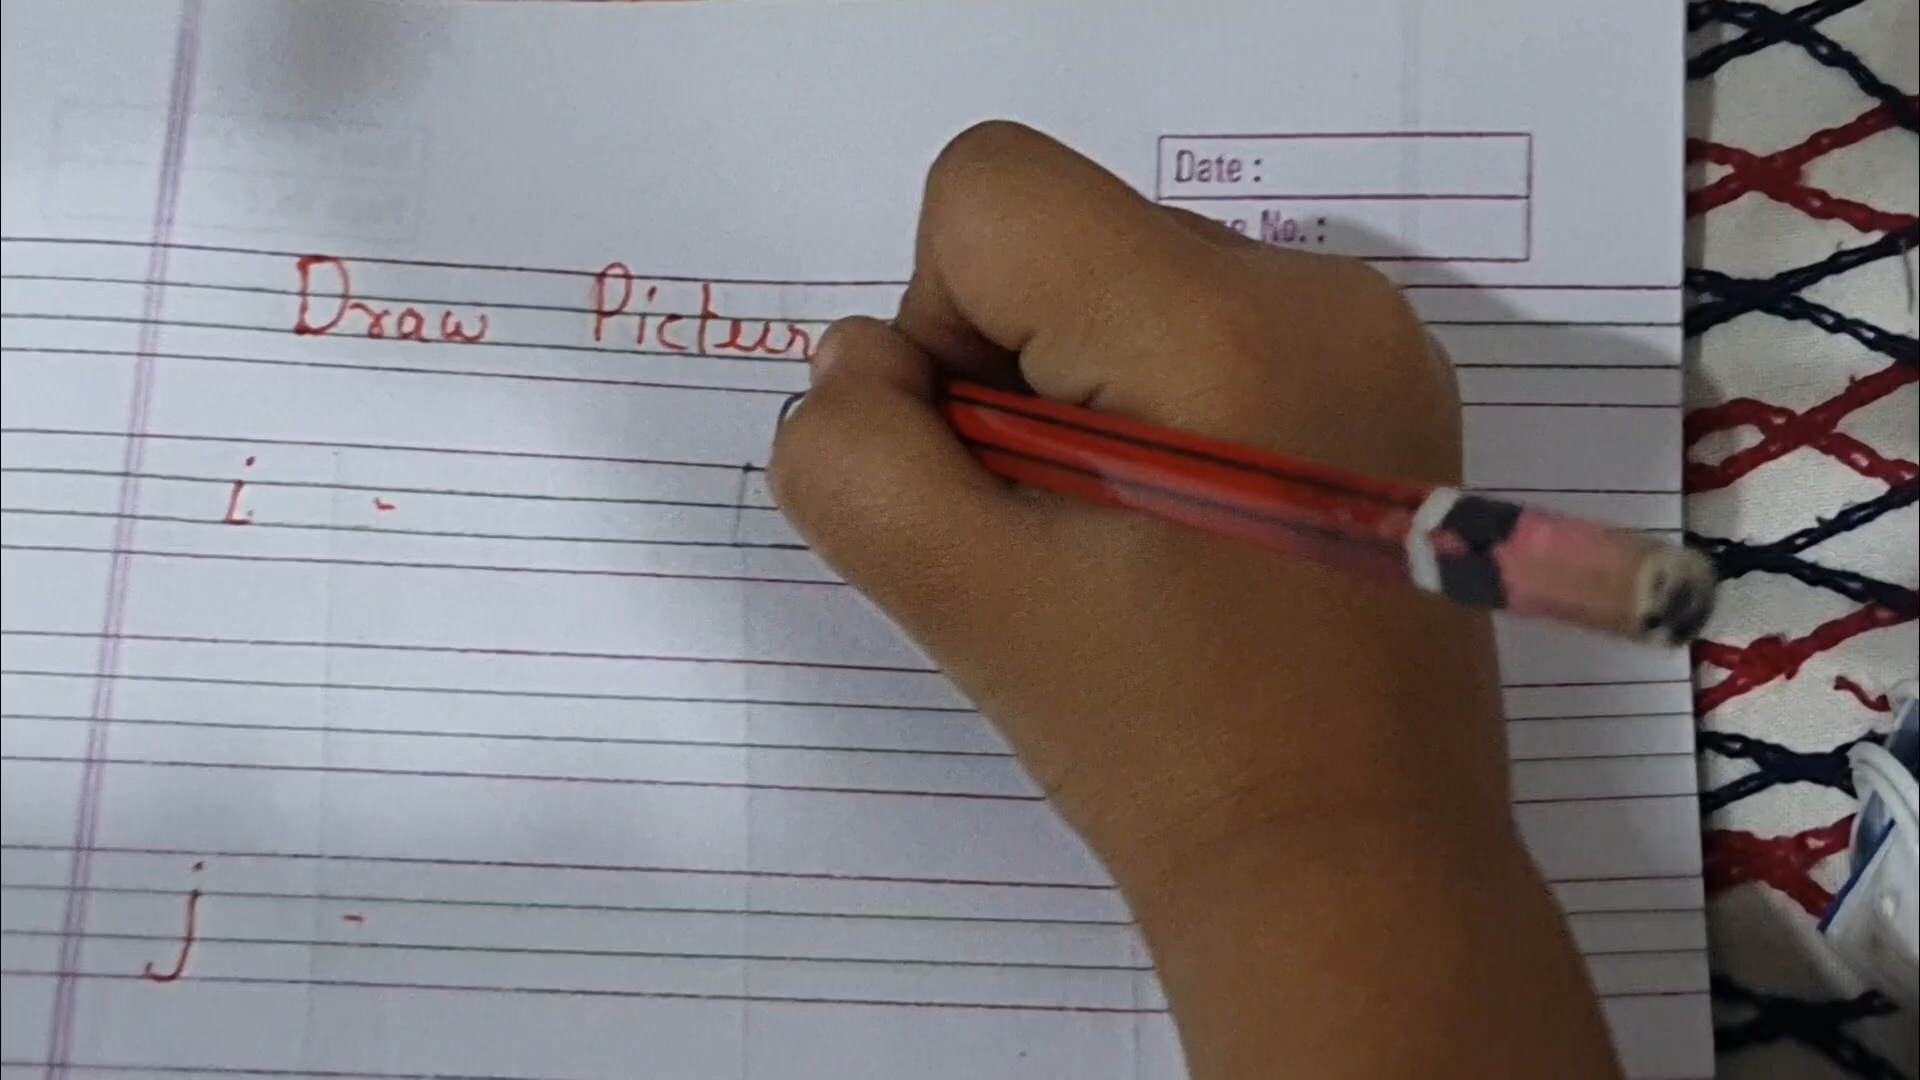 Date :
No. :
Draw Pictur
i -
j -